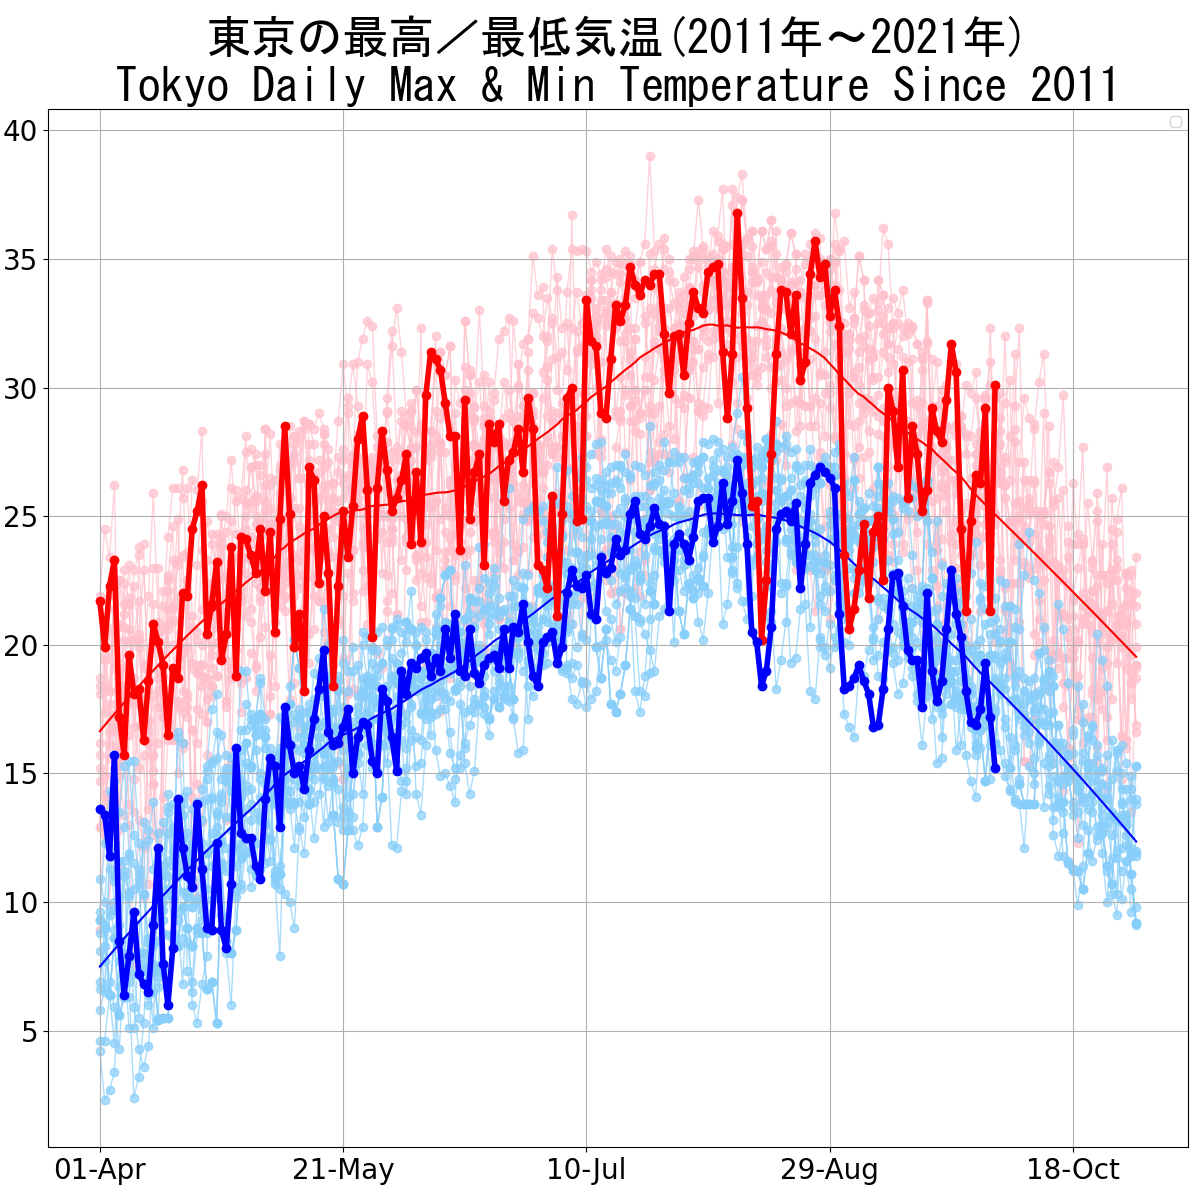 東京の最高／最低気温(2011年～2021年)
Tokyo Daily Max & Min Temperature Since 2011
40
35
30
25
20
15
10
5
01-Apr 21-May 10-Jul 29-Aug 18-Oct